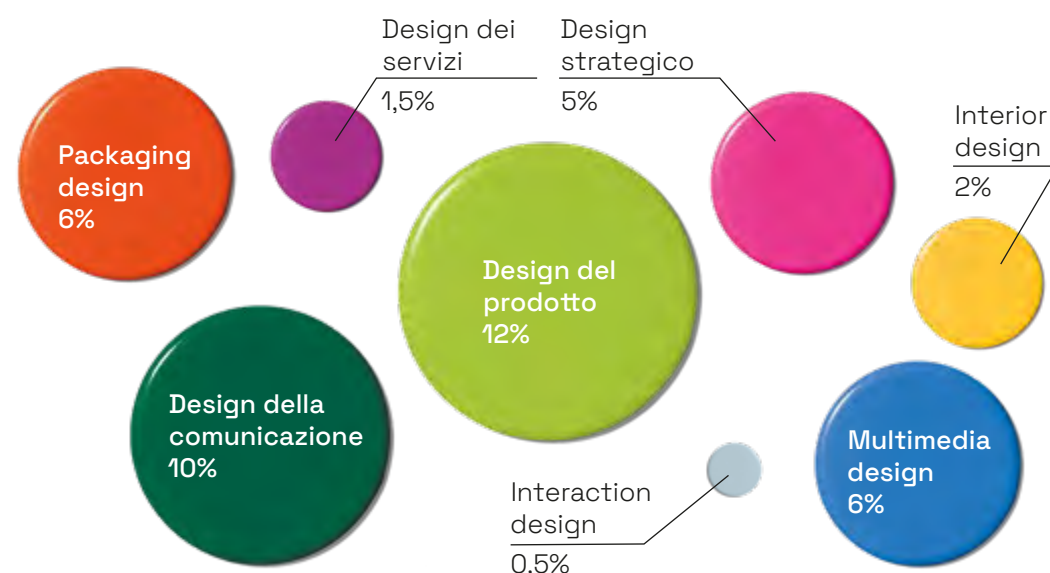 Design dei
servizi
1,5%
Design
strategico
5%
Interior
design
2%
Packaging
design
6%
Design del
prodotto
12%
Design della
comunicazione
10%
Multimedia
design
6%
Interaction
design
0.5%